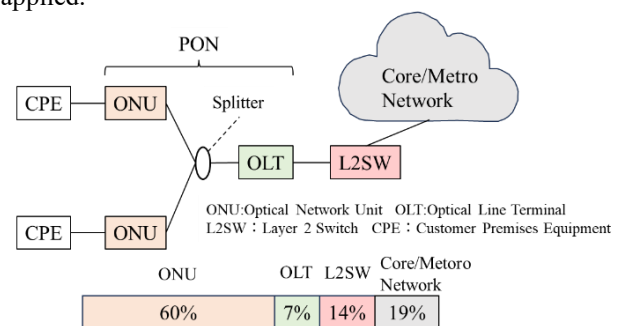 applied.
PON
CPE
ONU
Splitter
Core/Metro
Network
OLT
L2SW
CPE
ONU
ONU:Optical Network Unit OLT:Optical Line Terminal
L2SW：Layer 2 Switch CPE：Customer Premises Equipment
ONU
OLT
L2SW
Core/Metoro
Network
60%
7%
14%
19%